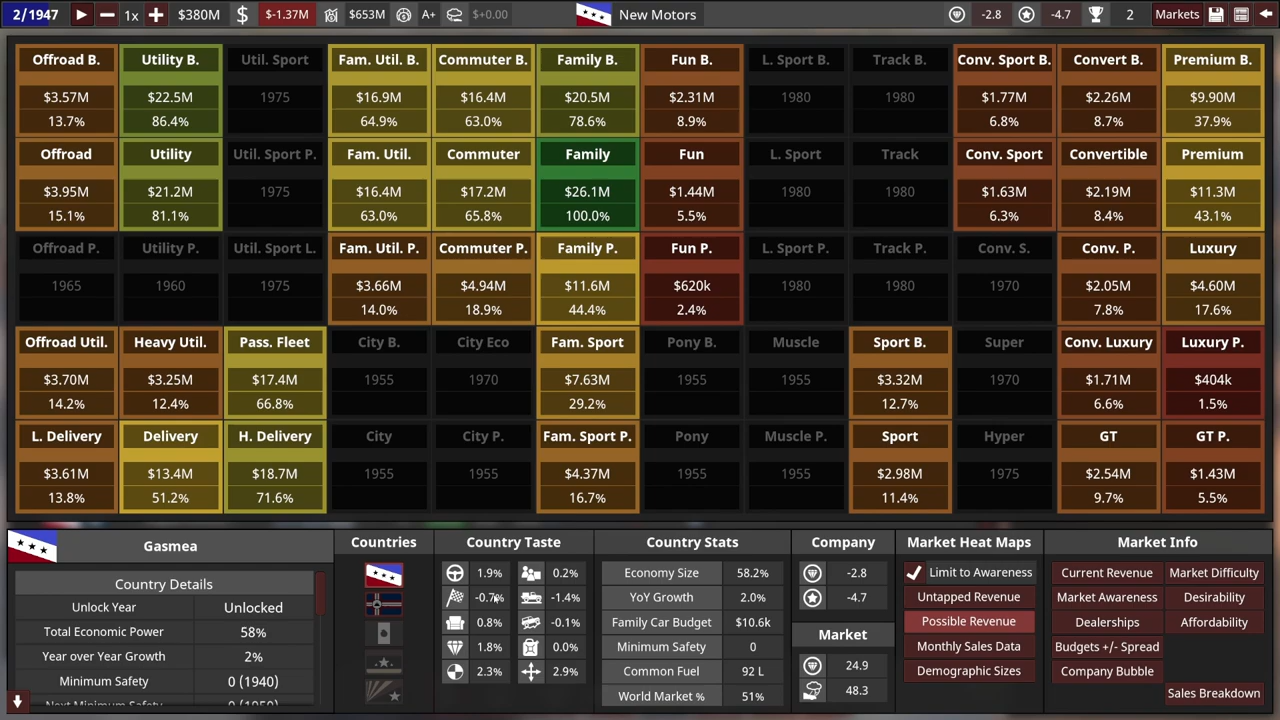 2/1947 1x $380M $ $-1.37M $653M A+ $+0.00 New Motors -2.8 -4.7 2 Markets
Offroad B. Utility B. Util. Sport Fam. Util. B. Commuter B. Family B. Fun B. L. Sport B. Track B. Conv. Sport B. Convert B. Premium B.
$3.57M $22.5M 1975 $16.9M $16.4M $20.5M $2.31M 1980 1980 $1.77M $2.26M $9.90M
13.7% 86.4% 64.9% 63.0% 78.6% 8.9% 6.8% 8.7% 37.9%
Offroad Utility Util. Sport P. Fam. Util. Commuter Family Fun L. Sport Track Conv. Sport Convertible Premium
$3.95M $21.2M 1975 $16.4M $17.2M $26.1M $1.44M 1980 1980 $1.63M $2.19M $11.3M
15.1% 81.1% 63.0% 65.8% 100.0% 5.5% 6.3% 8.4% 43.1%
Offroad P. Utility P. Util. Sport L. Fam. Util. P. Commuter P. Family P. Fun P. L. Sport P. Track P. Conv. S. Conv. P. Luxury
1965 1960 1975 $3.66M $4.94M $11.6M $620k 1980 1980 1970 $2.05M $4.60M
14.0% 18.9% 44.4% 2.4% 7.8% 17.6%
Offroad Util. Heavy Util. Pass. Fleet City B. City Eco Fam. Sport Pony B. Muscle Sport B. Super Conv. Luxury Luxury P.
$3.70M $3.25M $17.4M 1955 1970 $7.63M 1955 1955 $3.32M 1970 $1.71M $404k
14.2% 12.4% 66.8% 29.2% 12.7% 6.6% 1.5%
L. Delivery Delivery H. Delivery City City P. Fam. Sport P. Pony Muscle P. Sport Hyper GT GT P.
$3.61M $13.4M $18.7M 1955 1955 $4.37M 1955 1955 $2.98M 1975 $2.54M $1.43M
13.8% 51.2% 71.6% 16.7% 11.4% 9.7% 5.5%
Gasmea
Country Details
Unlock Year Unlocked
Total Economic Power 58%
Year over Year Growth 2%
Minimum Safety 0 (1940)
Next Minimum Safety 0 (1950)
Countries
Country Taste
1.9% 0.2%
-0.7% -1.4%
0.8% -0.1%
1.8% 0.0%
2.3% 2.9%
Country Stats
Economy Size 58.2%
YoY Growth 2.0%
Family Car Budget $10.6k
Minimum Safety 0
Common Fuel 92 L
World Market % 51%
Company
-2.8
-4.7
Market
24.9
48.3
Market Heat Maps
Limit to Awareness
Untapped Revenue
Possible Revenue
Monthly Sales Data
Demographic Sizes
Market Info
Current Revenue Market Difficulty
Market Awareness Desirability
Dealerships Affordability
Budgets +/- Spread
Company Bubble
Sales Breakdown